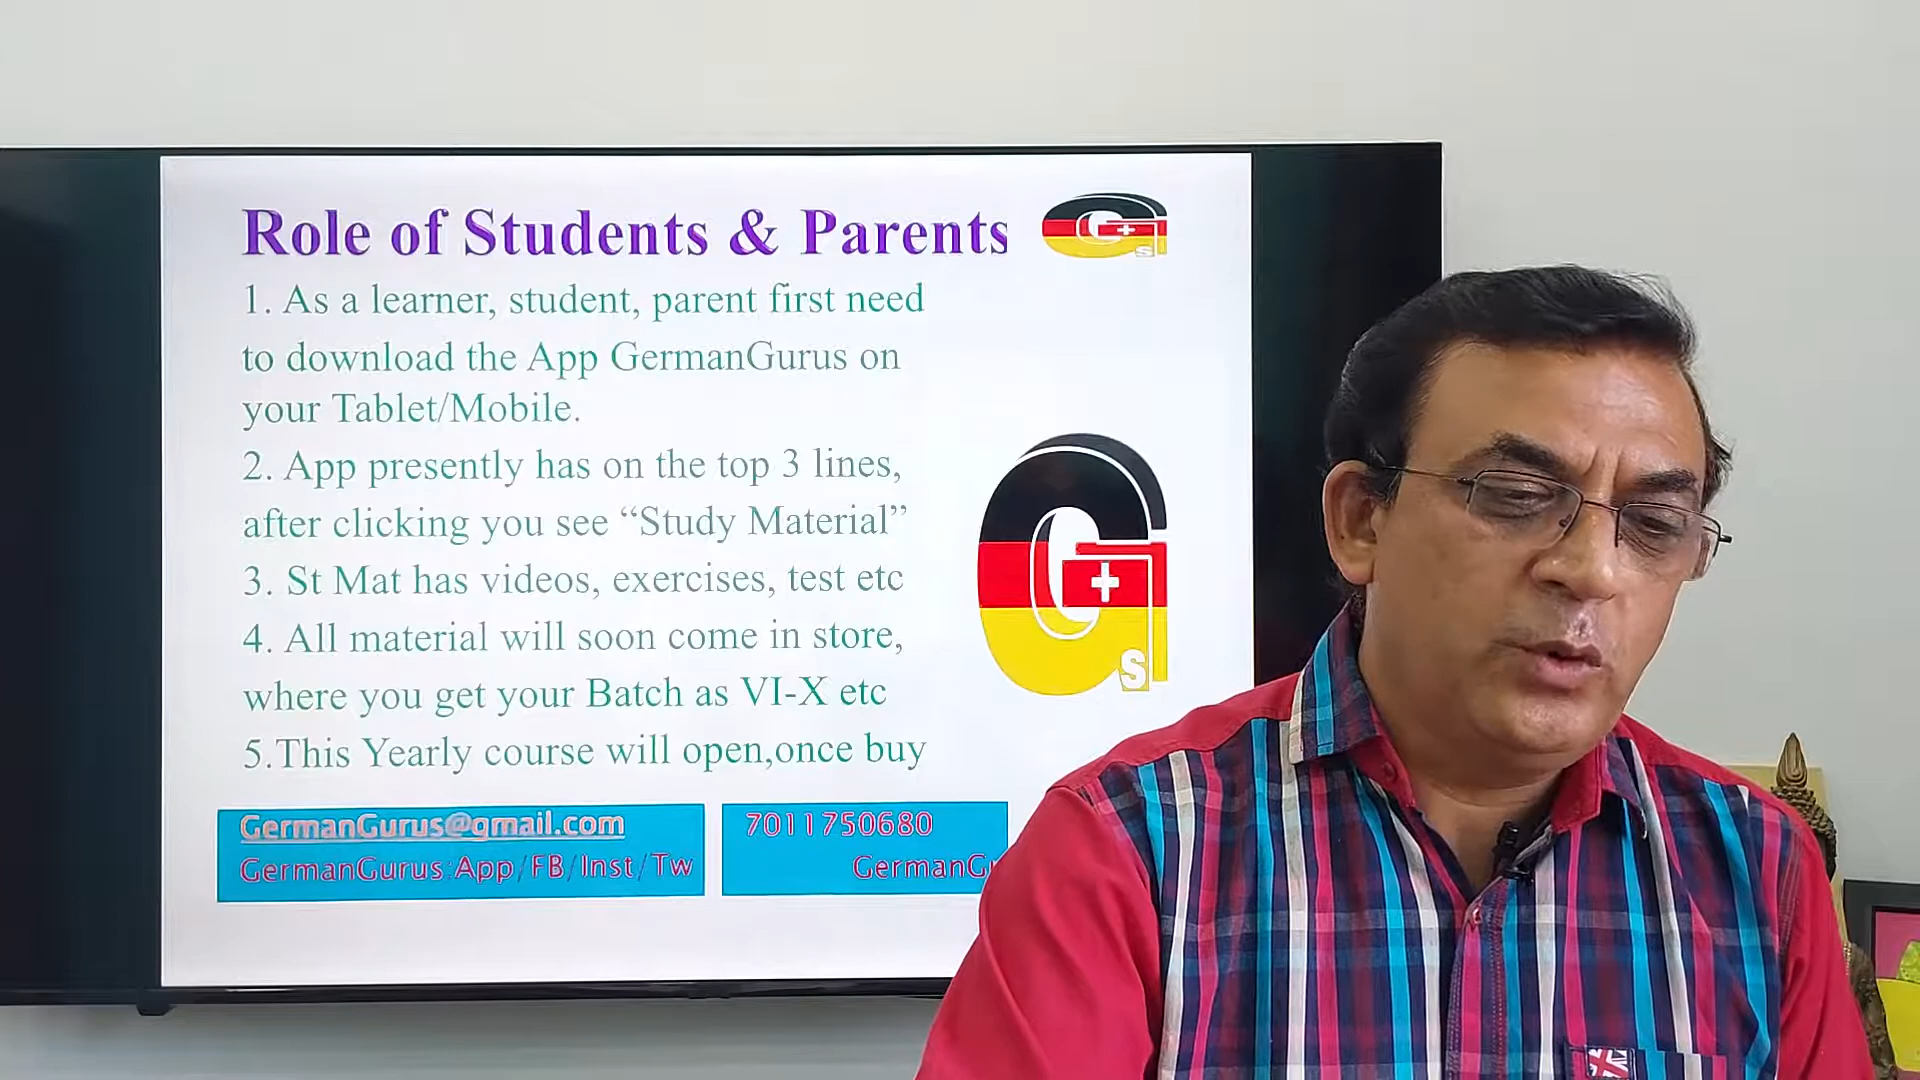 Role of Students & Parents
1. As a learner, student, parent first need
to download the App GermanGurus on
your Tablet/Mobile.
2. App presently has on the top 3 lines,
after clicking you see “Study Material”
3. St Mat has videos, exercises, test etc
4. All material will soon come in store,
where you get your Batch as VI-X etc
5.This Yearly course will open,once buy
GermanGurus@gmail.com
GermanGurus:App/FB/Inst/Tw
7011750680
G
s